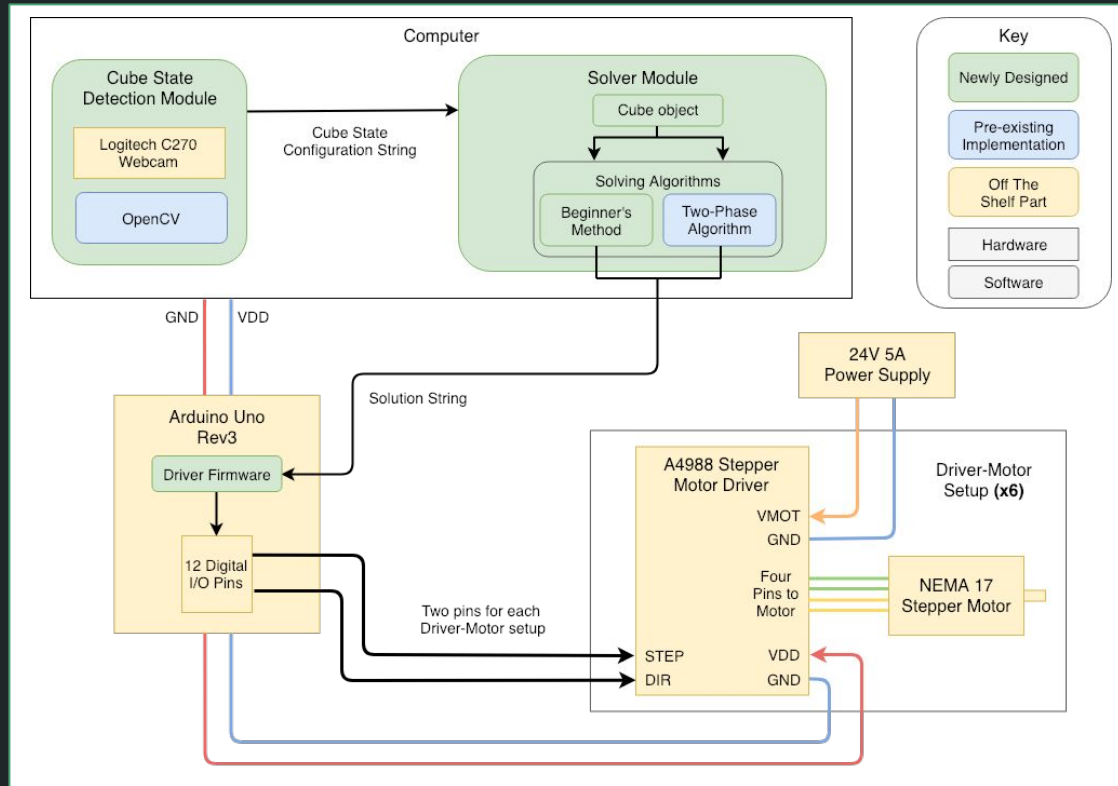 Computer
Cube State
Detection Module
Logitech C270
Webcam
OpenCV
Cube State
Configuration String
Solver Module
Cube object
Solving Algorithms
Beginner's
Method
Two-Phase
Algorithm
Key
Newly Designed
Pre-existing
Implementation
Off The
Shelf Part
Hardware
Software
GND
VDD
Solution String
24V 5A
Power Supply
Arduino Uno
Rev3
Driver Firmware
12 Digital
I/O Pins
Two pins for each
Driver-Motor setup
A4988 Stepper
Motor Driver
VMOT
GND
Four
Pins to
Motor
STEP
DIR
VDD
GND
Driver-Motor
Setup (x6)
NEMA 17
Stepper Motor